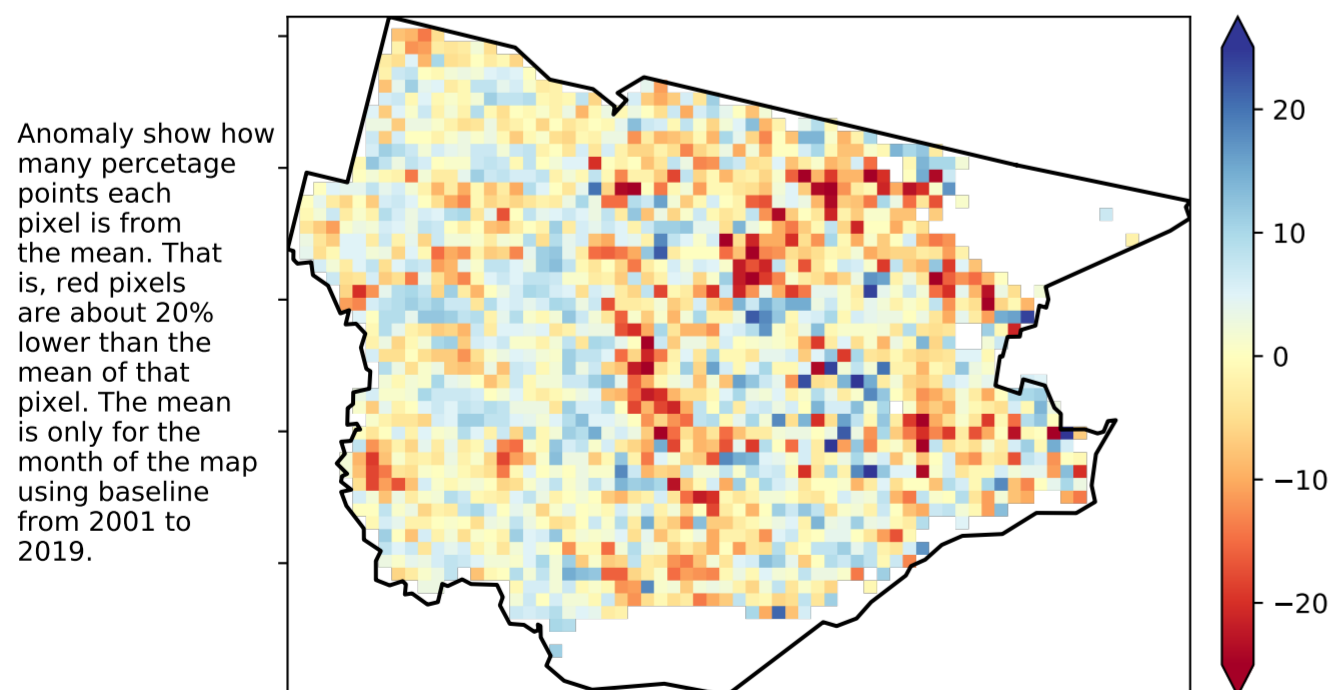 Anomaly show how
many percetage
points each
pixel is from
the mean. That
is, red pixels
are about 20%
lower than the
mean of that
pixel. The mean
is only for the
month of the map
using baseline
from 2001 to
2019.
20
10
0
−10
−20